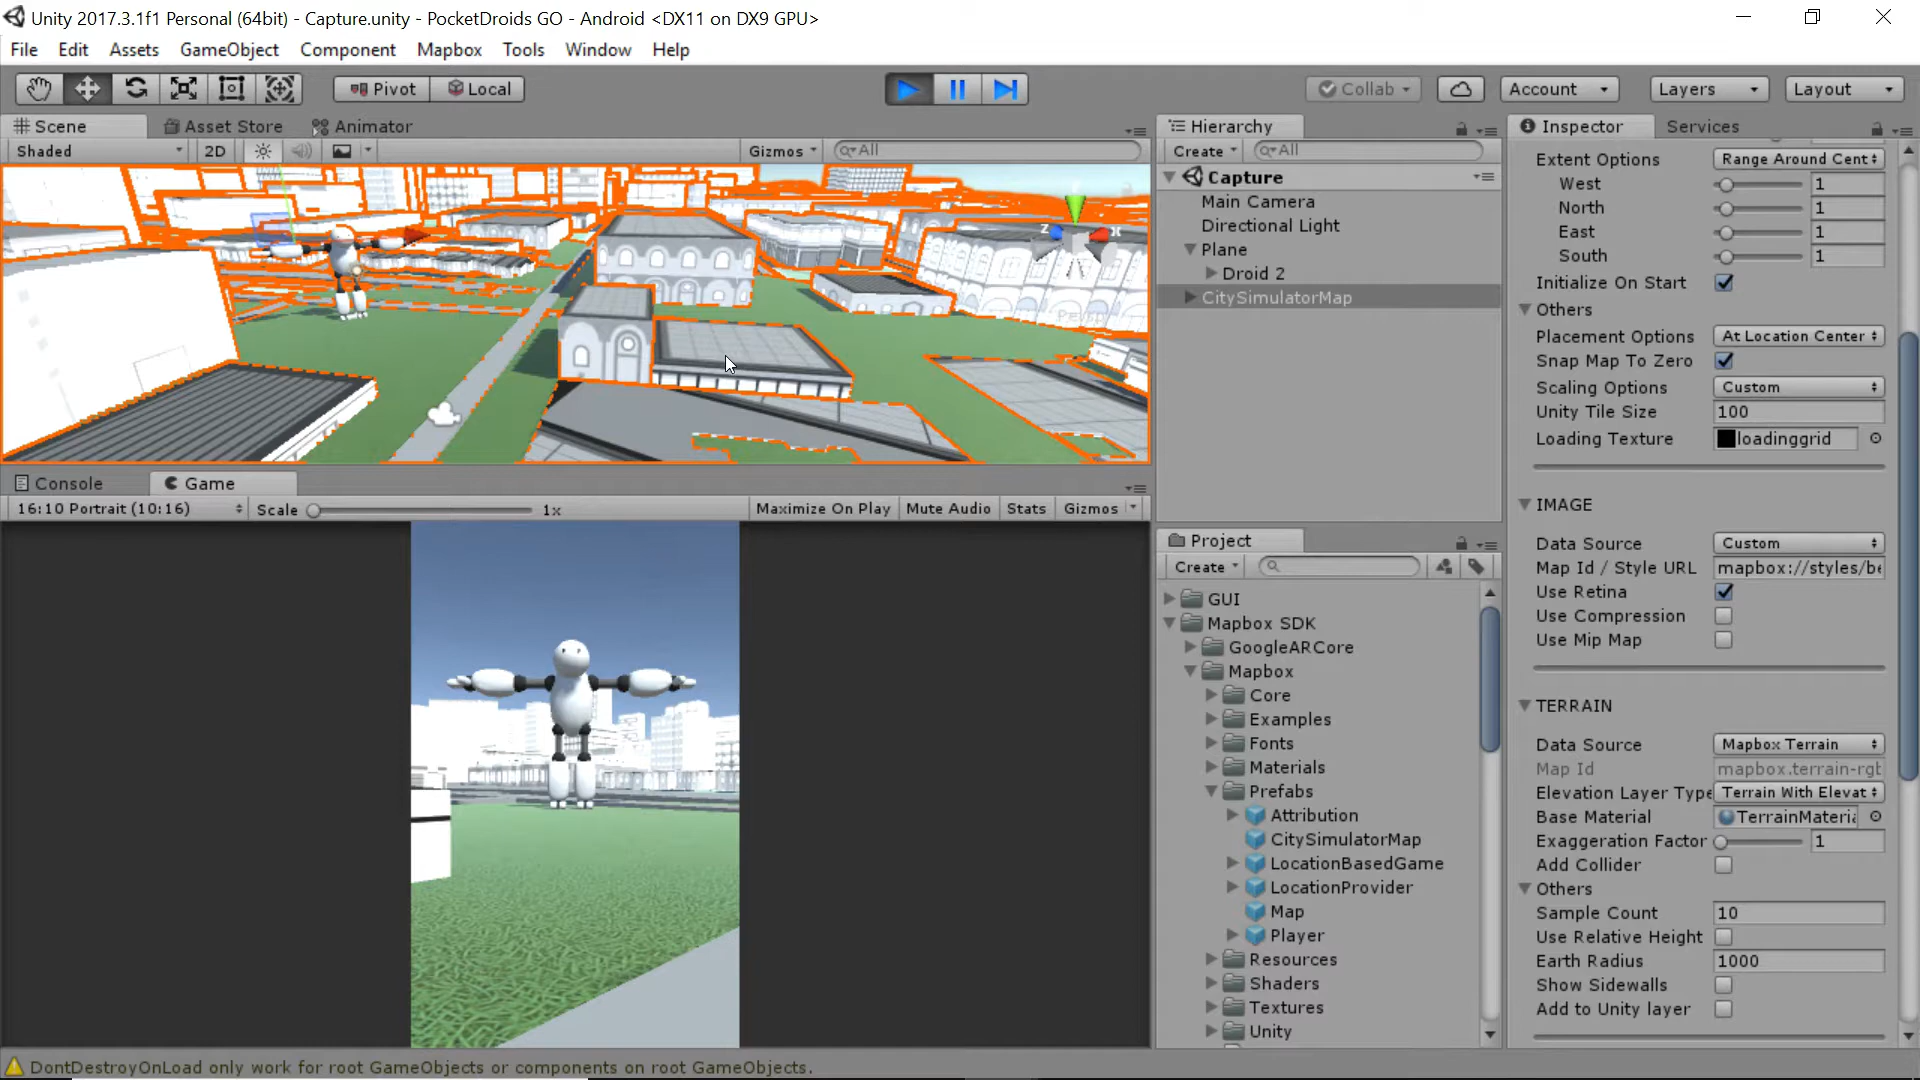 Unity 2017.3.1f1 Personal (64bit) - Capture.unity - PocketDroids GO - Android <DX11 on DX9 GPU>
File Edit Assets GameObject Component Mapbox Tools Window Help
Pivot Local Collab Account Layers Layout
Scene Asset Store Animator
Shaded 2D Gizmos All
Z X
Persp
Console Game
16:10 Portrait (10:16) Scale 1x Maximize On Play Mute Audio Stats Gizmos
Hierarchy
Create All
Capture
Main Camera
Directional Light
Plane
Droid 2
CitySimulatorMap
Project
Create
GUI
Mapbox SDK
GoogleARCore
Mapbox
Core
Examples
Fonts
Materials
Prefabs
Attribution
CitySimulatorMap
LocationBasedGame
LocationProvider
Map
Player
Resources
Shaders
Textures
Unity
Inspector Services
Extent Options Range Around Cent
West 1
North 1
East 1
South 1
Initialize On Start
Others
Placement Options At Location Center
Snap Map To Zero
Scaling Options Custom
Unity Tile Size 100
Loading Texture loadinggrid
IMAGE
Data Source Custom
Map Id / Style URL mapbox://styles/be
Use Retina
Use Compression
Use Mip Map
TERRAIN
Data Source Mapbox Terrain
Map Id mapbox.terrain-rgt
Elevation Layer Type Terrain With Elevat
Base Material TerrainMateria
Exaggeration Factor 1
Add Collider
Others
Sample Count 10
Use Relative Height
Earth Radius 1000
Show Sidewalls
Add to Unity layer
DontDestroyOnLoad only work for root GameObjects or components on root GameObjects.